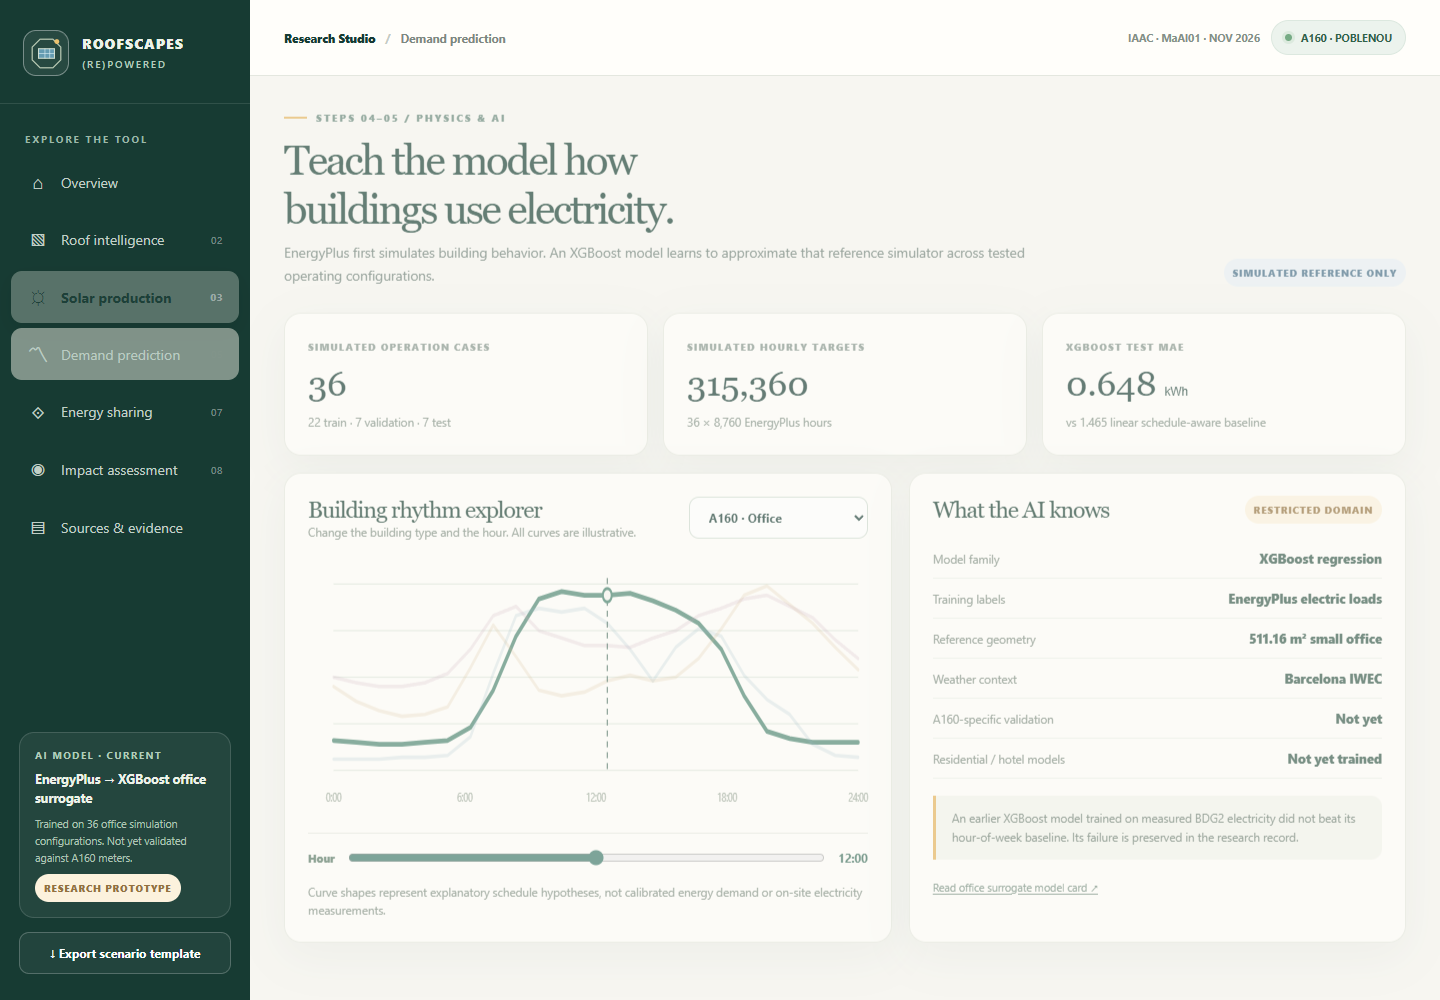 ROOFSCAPES
(RE)POWERED
EXPLORE THE TOOL
Overview
Roof intelligence 02
Solar production 03
Demand prediction
Energy sharing 07
Impact assessment 08
Sources & evidence
AI MODEL · CURRENT
EnergyPlus → XGBoost office
surrogate
Trained on 36 office simulation
configurations. Not yet validated
against A160 meters.
RESEARCH PROTOTYPE
↓ Export scenario template
Research Studio / Demand prediction
IAAC · MaAI01 · NOV 2026
A160 · POBLENOU
STEPS 04–05 / PHYSICS & AI
Teach the model how
buildings use electricity.
EnergyPlus first simulates building behavior. An XGBoost model learns to approximate that reference simulator across tested
operating configurations.
SIMULATED REFERENCE ONLY
SIMULATED OPERATION CASES
36
22 train · 7 validation · 7 test
SIMULATED HOURLY TARGETS
315,360
36 × 8,760 EnergyPlus hours
XGBOOST TEST MAE
0.648 kWh
vs 1.465 linear schedule-aware baseline
Building rhythm explorer
Change the building type and the hour. All curves are illustrative.
A160 · Office
0:00 6:00 12:00 18:00 24:00
Hour 12:00
Curve shapes represent explanatory schedule hypotheses, not calibrated energy demand or on-site electricity
measurements.
What the AI knows
RESTRICTED DOMAIN
Model family XGBoost regression
Training labels EnergyPlus electric loads
Reference geometry 511.16 m² small office
Weather context Barcelona IWEC
A160-specific validation Not yet
Residential / hotel models Not yet trained
An earlier XGBoost model trained on measured BDG2 electricity did not beat its
hour-of-week baseline. Its failure is preserved in the research record.
Read office surrogate model card ↗